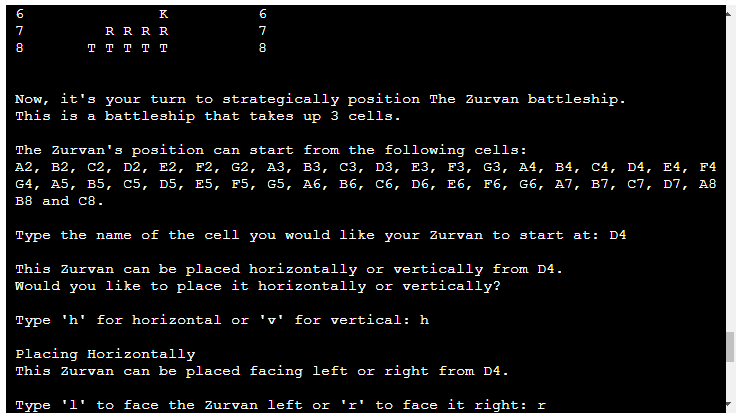 6 K 6
7 R R R R 7
8 T T T T T 8
Now, it's your turn to strategically position The Zurvan battleship.
This is a battleship that takes up 3 cells.
The Zurvan's position can start from the following cells:
A2, B2, C2, D2, E2, F2, G2, A3, B3, C3, D3, E3, F3, G3, A4, B4, C4, D4, E4, F4
G4, A5, B5, C5, D5, E5, F5, G5, A6, B6, C6, D6, E6, F6, G6, A7, B7, C7, D7, A8
B8 and C8.
Type the name of the cell you would like your Zurvan to start at: D4
This Zurvan can be placed horizontally or vertically from D4.
Would you like to place it horizontally or vertically?
Type 'h' for horizontal or 'v' for vertical: h
Placing Horizontally
This Zurvan can be placed facing left or right from D4.
Type 'l' to face the Zurvan left or 'r' to face it right: r